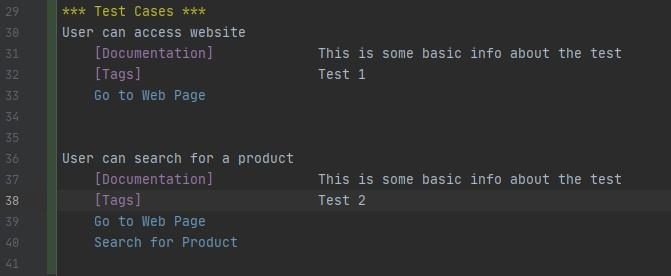 29 *** Test Cases ***
30 User can access website
31 [Documentation] This is some basic info about the test
32 [Tags] Test 1
33 Go to Web Page
34
35
36 User can search for a product
37 [Documentation] This is some basic info about the test
38 [Tags] Test 2
39 Go to Web Page
40 Search for Product
41